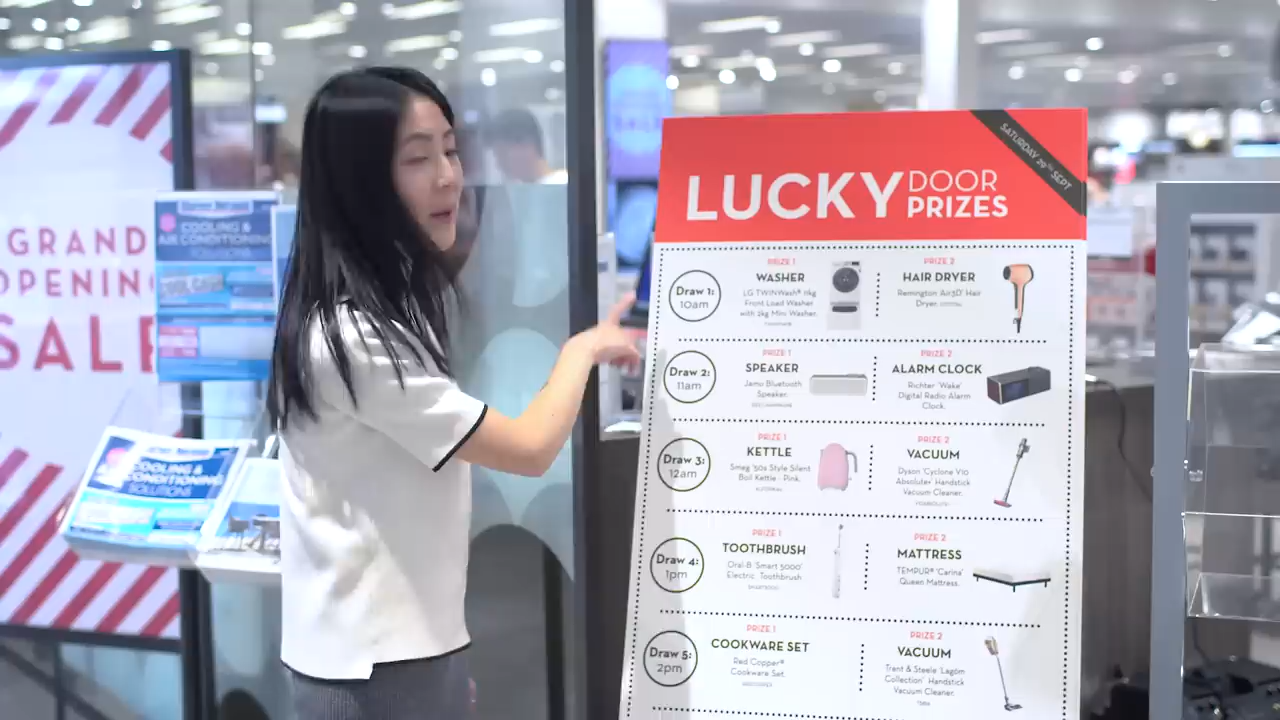 GRAND
OPENING
SALE
COOLING &
AIR CONDITIONING
SOLUTIONS
COOLING &
CONDITIONING
SOLUTIONS
SATURDAY 29TH SEPT
LUCKY DOOR PRIZES
Draw 1:
10am
PRIZE 1
WASHER
LG TWINWash® 11kg
Front Load Washer
with 2kg Mini Washer.
PRIZE 2
HAIR DRYER
Remington 'Air3D' Hair
Dryer.
Draw 2:
11am
PRIZE 1
SPEAKER
Jamo Bluetooth
Speaker.
PRIZE 2
ALARM CLOCK
Richter 'Wake'
Digital Radio Alarm
Clock.
Draw 3:
12am
PRIZE 1
KETTLE
Smeg '50s Style Silent
Boil Kettle - Pink.
PRIZE 2
VACUUM
Dyson 'Cyclone V10
Absolute+' Handstick
Vacuum Cleaner.
Draw 4:
1pm
PRIZE 1
TOOTHBRUSH
Oral-B 'Smart 5000'
Electric Toothbrush
SMART5000
PRIZE 2
MATTRESS
TEMPUR® 'Carina'
Queen Mattress.
Draw 5:
2pm
PRIZE 1
COOKWARE SET
Red Copper®
Cookware Set.
PRIZE 2
VACUUM
Trent & Steele 'Lagöm
Collection' Handstick
Vacuum Cleaner.